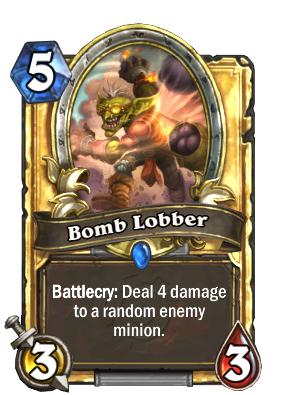 5
Bomb Lobber
Battlecry: Deal 4 damage
to a random enemy
minion.
3
3